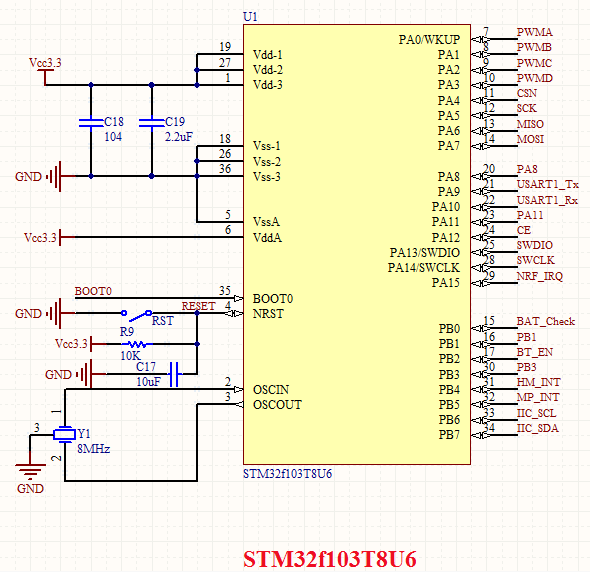 U1
Vcc3.3
19 Vdd-1
27 Vdd-2
1 Vdd-3
C18
104
C19
2.2uF
18 Vss-1
26 Vss-2
36 Vss-3
GND
5 VssA
6 VddA
Vcc3.3
BOOT0 35 BOOT0
GND RST RESET 4 NRST
R9
Vcc3.3
10K
C17
GND
10uF
2 OSCIN
3 OSCOUT
1
3 Y1
8MHz
2
GND
PA0/WKUP 7 PWMA
PA1 8 PWMB
PA2 9 PWMC
PA3 10 PWMD
PA4 11 CSN
PA5 12 SCK
PA6 13 MISO
PA7 14 MOSI
PA8 20 PA8
PA9 21 USART1_Tx
PA10 22 USART1_Rx
PA11 23 PA11
PA12 24 CE
PA13/SWDIO 25 SWDIO
PA14/SWCLK 28 SWCLK
PA15 29 NRF_IRQ
PB0 15 BAT_Check
PB1 16 PB1
PB2 17 BT_EN
PB3 30 PB3
PB4 31 HM_INT
PB5 32 MP_INT
PB6 33 IIC_SCL
PB7 34 IIC_SDA
STM32f103T8U6
STM32f103T8U6